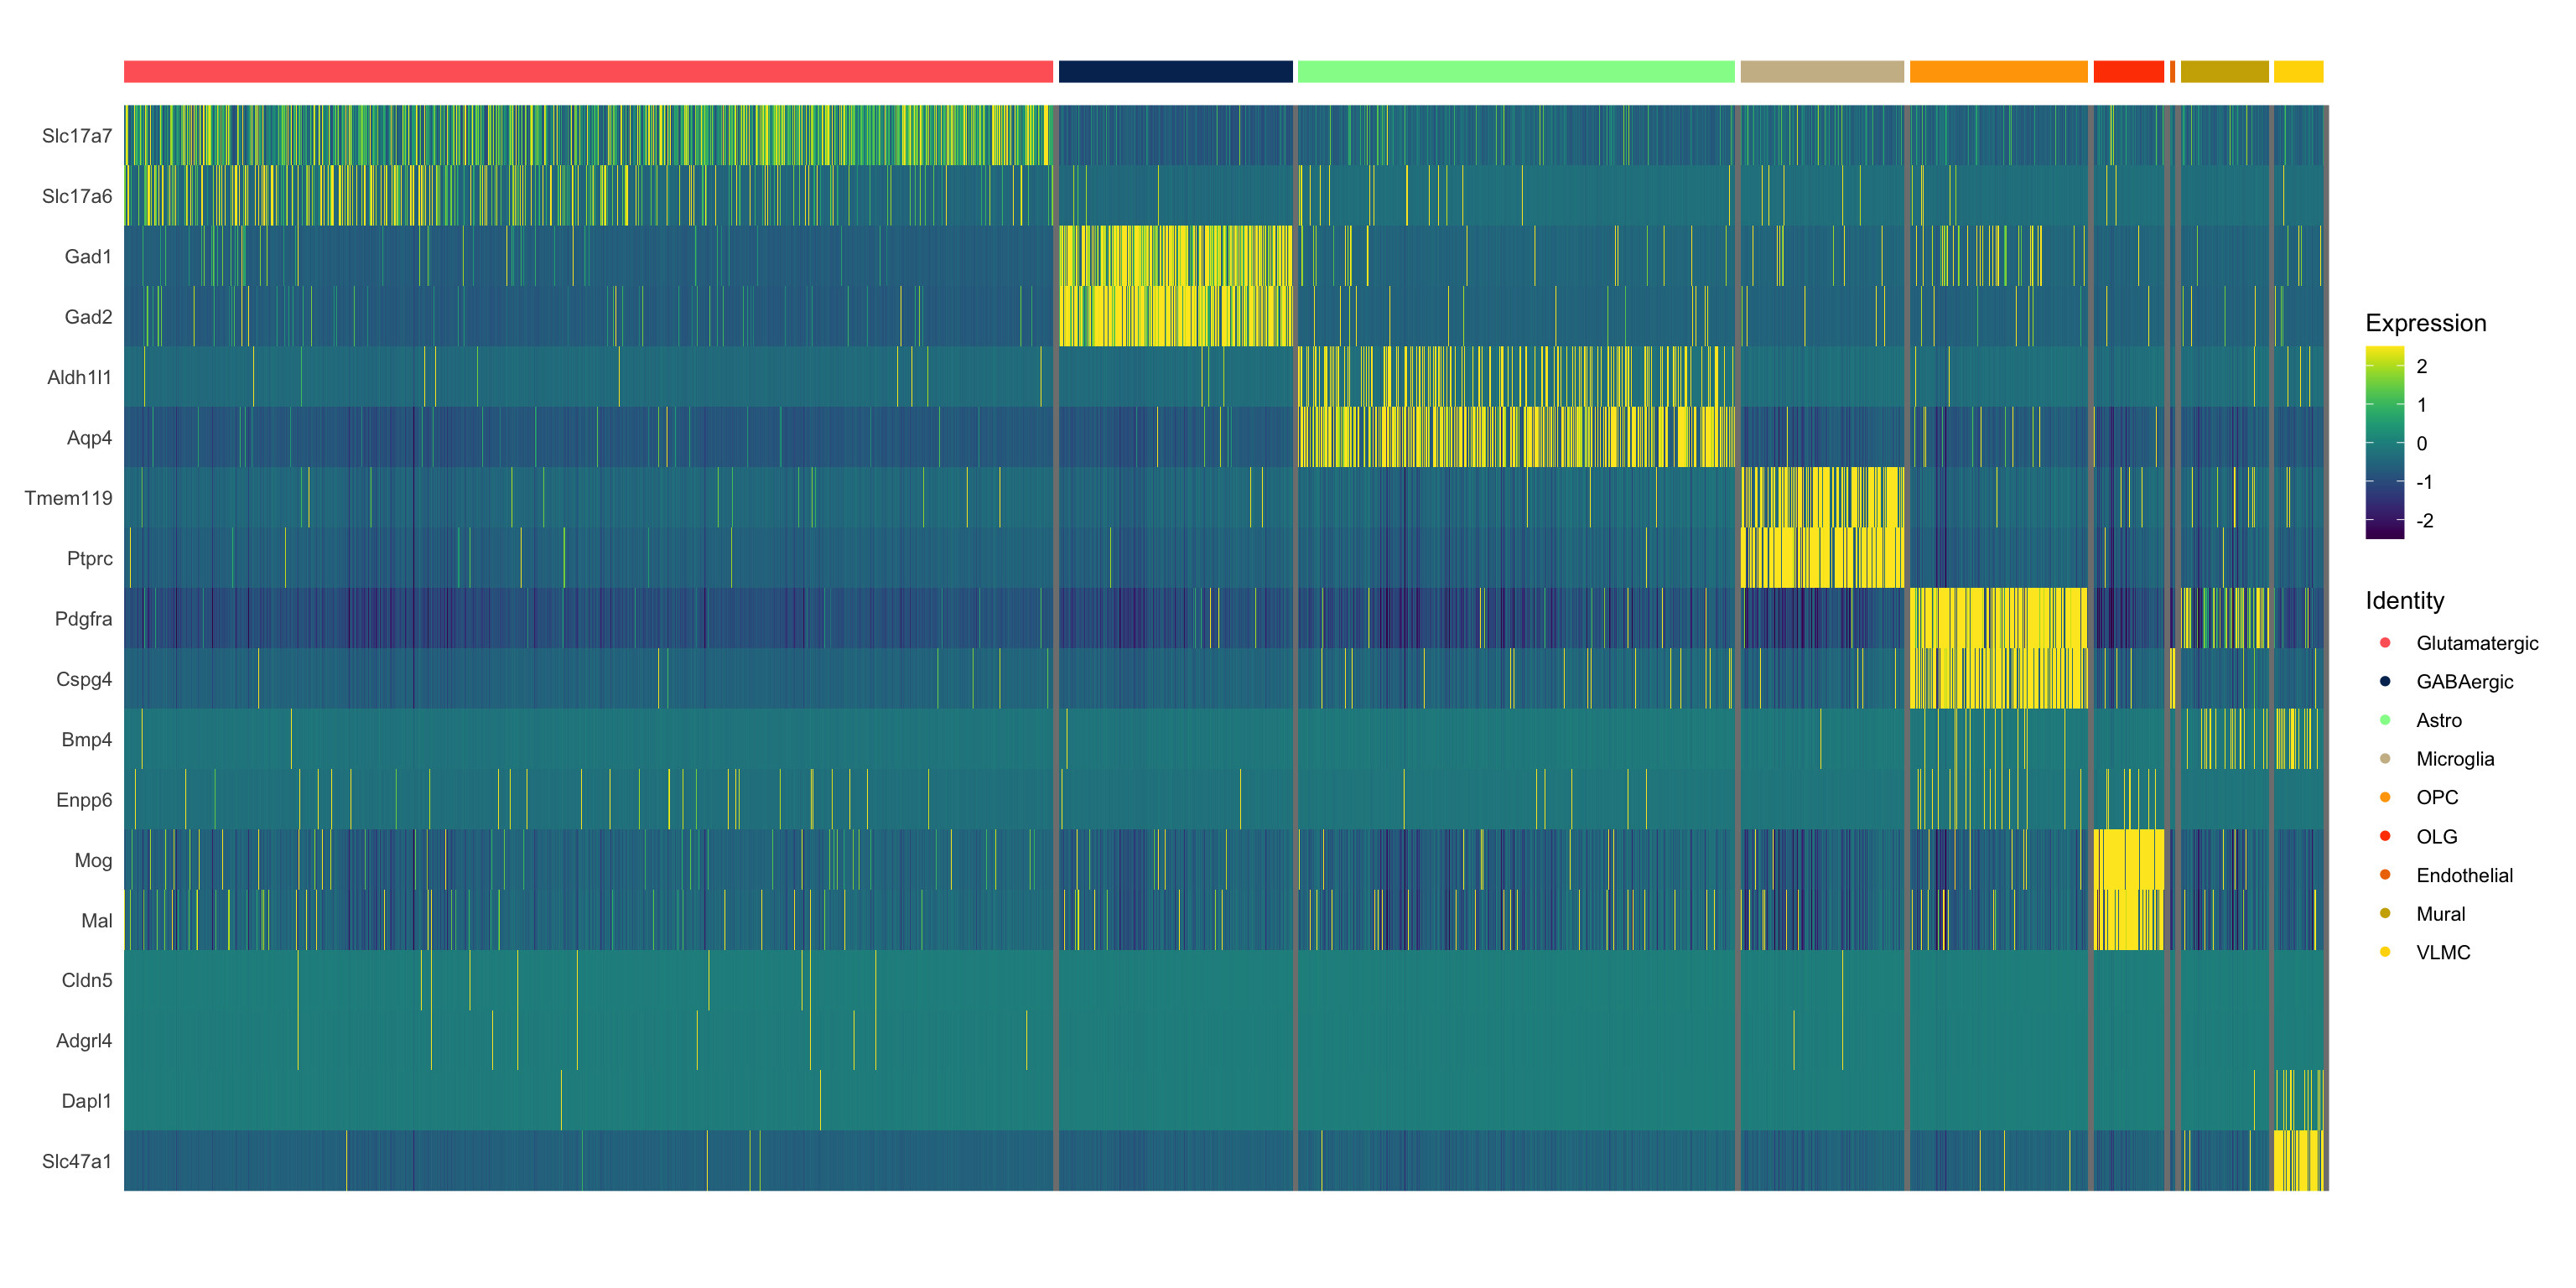 Slc17a7
Slc17a6
Gad1
Gad2
Aldh1l1
Aqp4
Tmem119
Ptprc
Pdgfra
Cspg4
Bmp4
Enpp6
Mog
Mal
Cldn5
Adgrl4
Dapl1
Slc47a1
Expression
2
1
0
-1
-2
Identity
Glutamatergic
GABAergic
Astro
Microglia
OPC
OLG
Endothelial
Mural
VLMC